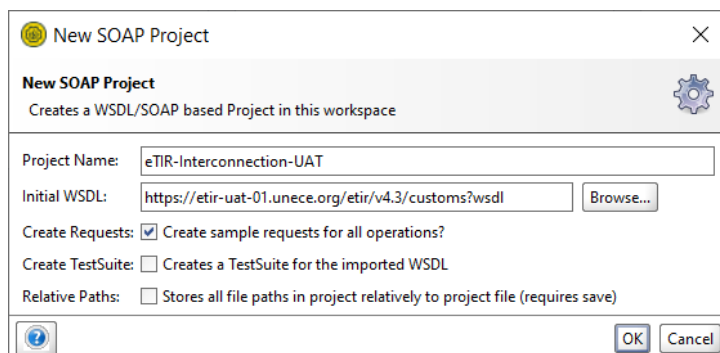 New SOAP Project
New SOAP Project
Creates a WSDL/SOAP based Project in this workspace
Project Name: eTIR-Interconnection-UAT
Initial WSDL: https://etir-uat-01.unece.org/etir/v4.3/customs?wsdl Browse...
Create Requests: Create sample requests for all operations?
Create TestSuite: Creates a TestSuite for the imported WSDL
Relative Paths: Stores all file paths in project relatively to project file (requires save)
? OK Cancel